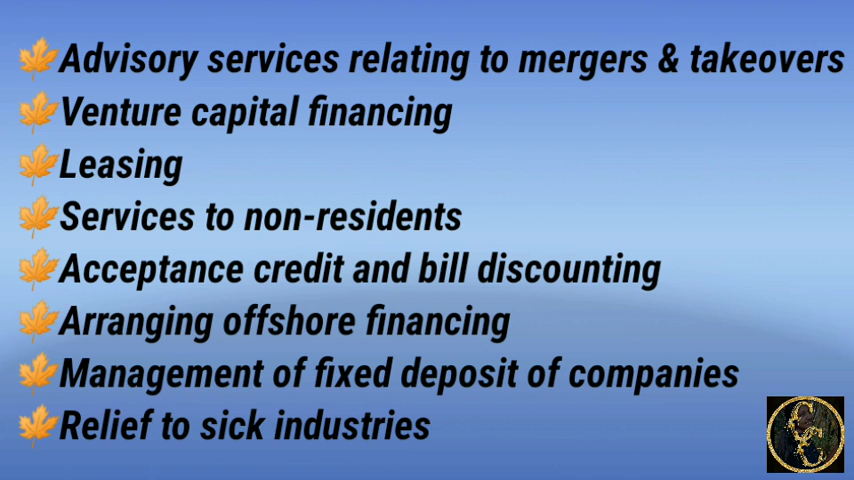 Advisory services relating to mergers & takeovers
Venture capital financing
Leasing
Services to non-residents
Acceptance credit and bill discounting
Arranging offshore financing
Management of fixed deposit of companies
Relief to sick industries